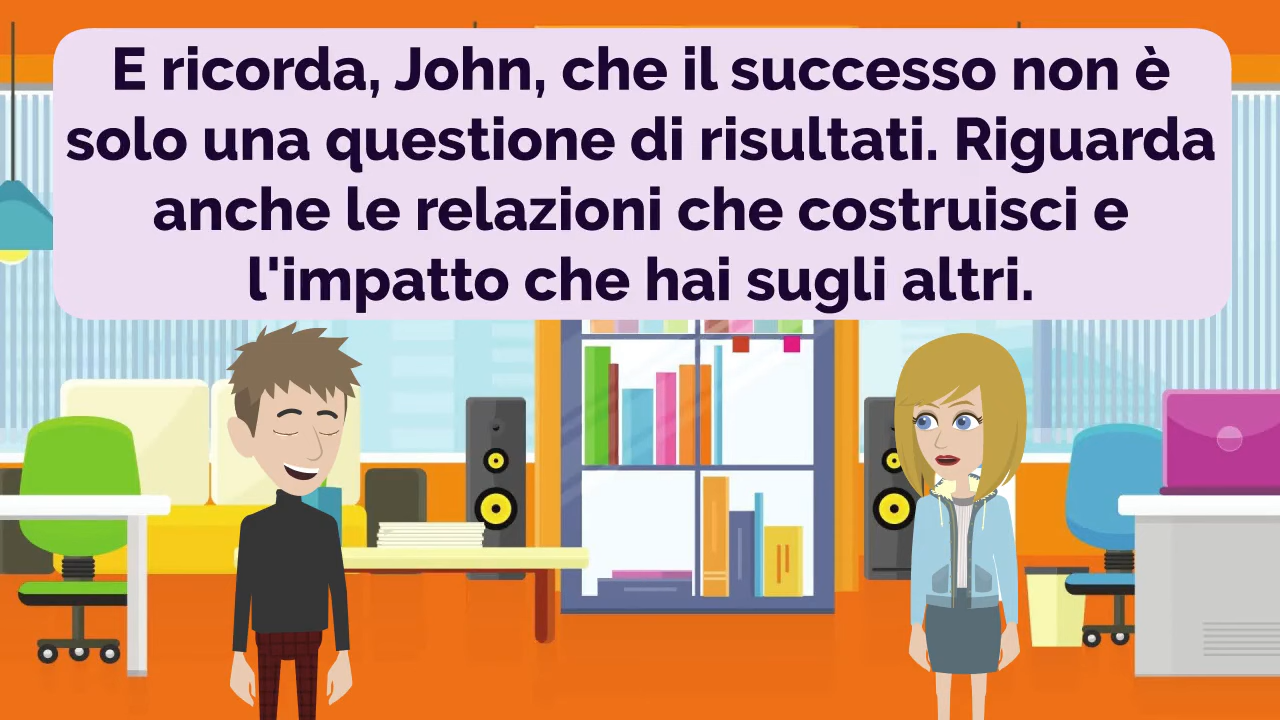 E ricorda, John, che il successo non è
solo una questione di risultati. Riguarda
anche le relazioni che costruisci e
l'impatto che hai sugli altri.